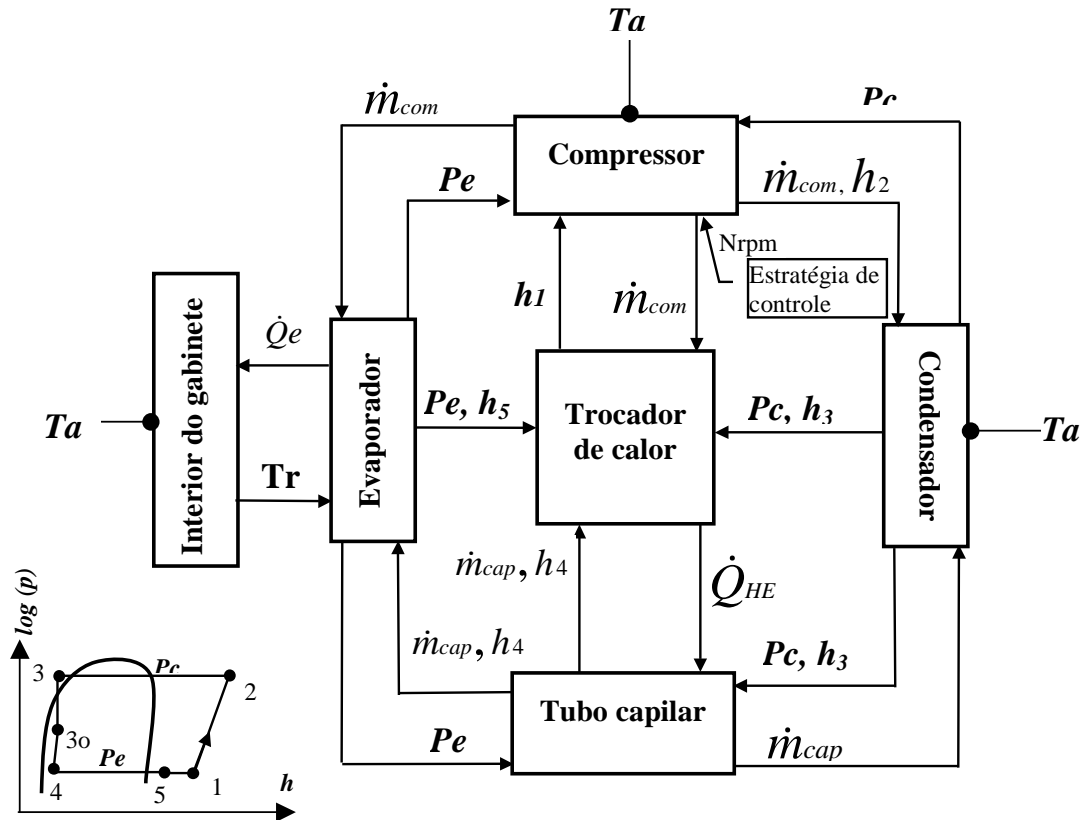 Ta
ṁcom
Pc
Compressor
Pe
ṁcom, h2
Nrpm
Estratégia de
controle
h1
ṁcom
Interior do gabinete
Q̇e
Evaporador
Pe, h5
Trocador
de calor
Pc, h3
Condensador
Ta
Ta
Tr
ṁcap, h4
Q̇HE
ṁcap, h4
Pc, h3
Tubo capilar
Pe
ṁcap
log (p)
3
Pc
2
3o
Pe
4
5
1
h